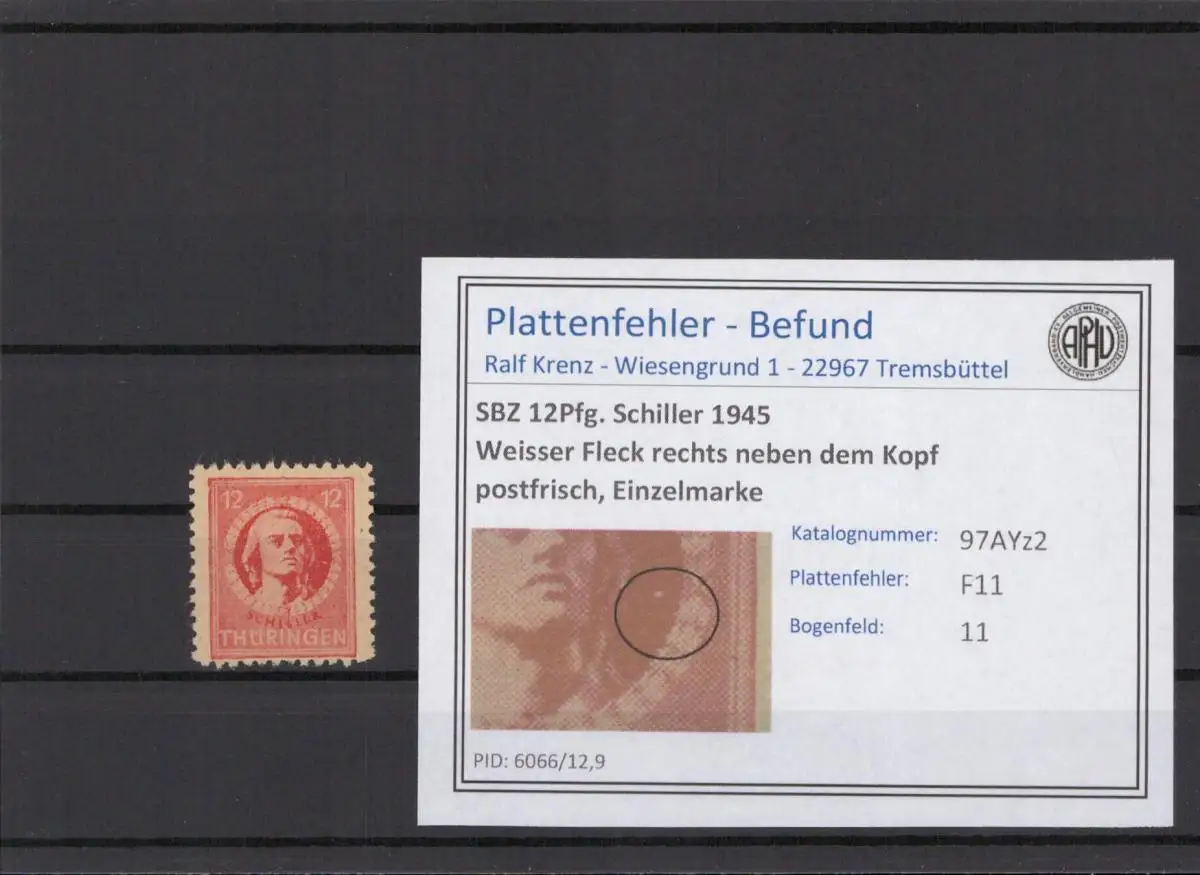 12 12
SCHILLER
THÜRINGEN
Plattenfehler - Befund
Ralf Krenz - Wiesengrund 1 - 22967 Tremsbüttel
APHV
SBZ 12Pfg. Schiller 1945
Weisser Fleck rechts neben dem Kopf
postfrisch, Einzelmarke
Katalognummer: 97AYz2
Plattenfehler: F11
Bogenfeld: 11
PID: 6066/12,9